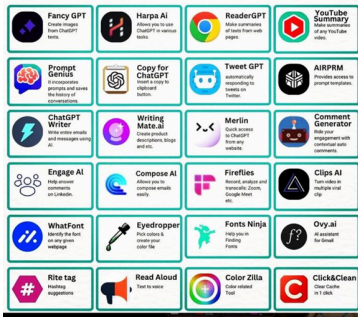 Fancy GPT
Create images
from ChatGPT
texts.
Harpa Ai
Allows you to use
ChatGPT in various
tasks.
ReaderGPT
Make summaries
of texts from web
pages.
YouTube
Summary
Make summaries
of any YouTube
video.
Prompt
Genius
It incorporates
prompts and saves
the history of
conversations.
Copy for
ChatGPT
Insert a copy to
clipboard
button.
Tweet GPT
automatically
responding to
tweets on
Twitter.
AIRPRM
Provides access to
prompt templates.
ChatGPT
Writer
Write entire emails
and messages using
AI.
Writing
Mate.ai
Create product
descriptions, blogs
and etc.
Merlin
Quick access
to ChatGPT
from any
website.
Comment
Generator
Role your
engagement with
contextual auto
comments.
Engage AI
Help answer
comments
on LinkedIn.
Compose AI
Allows you to
compose emails
easily.
Fireflies
Record, analyze and
transcribe, Zoom,
Google Meet
etc.
Clips AI
Turn video in
multiple viral
clip.
WhatFont
Identify the font
on any given
webpage
Eyedropper
Pick colors &
create your
color file
Fonts Ninja
Help you in
Finding
Fonts
Ovy.ai
AI assistant
for Gmail
f?
Rite tag
Hashtag
suggestions
#
Read Aloud
Text to voice
Color Zilla
Color related
Tool
Click&Clean
Clear Cache
in 1 click
C